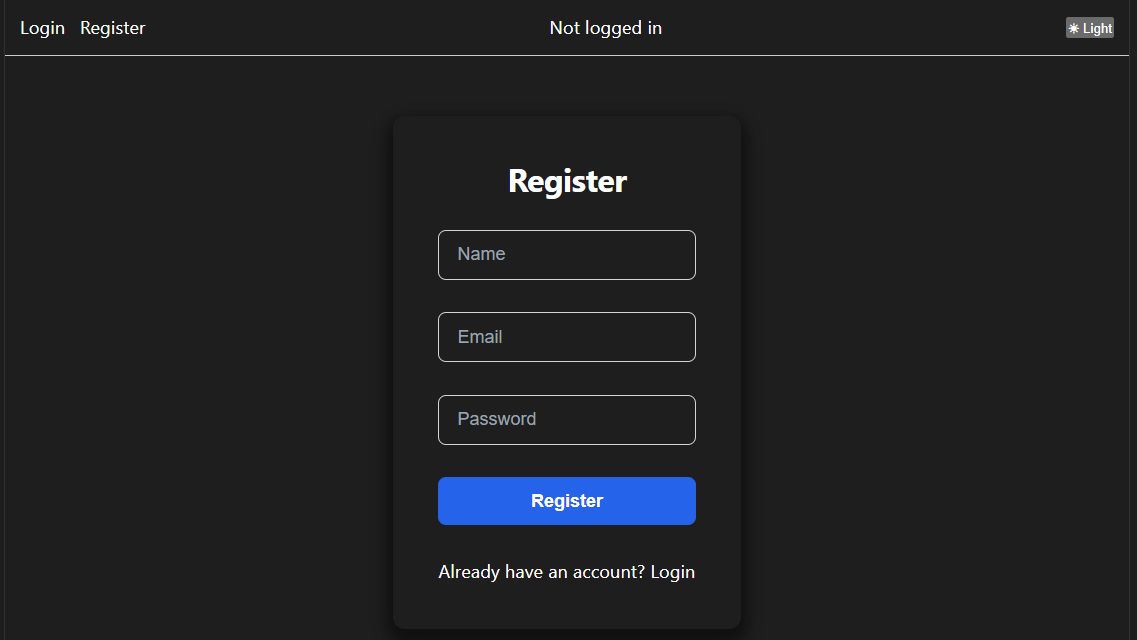 Login Register Not logged in ☀ Light
Register
Name
Email
Password
Register
Already have an account? Login